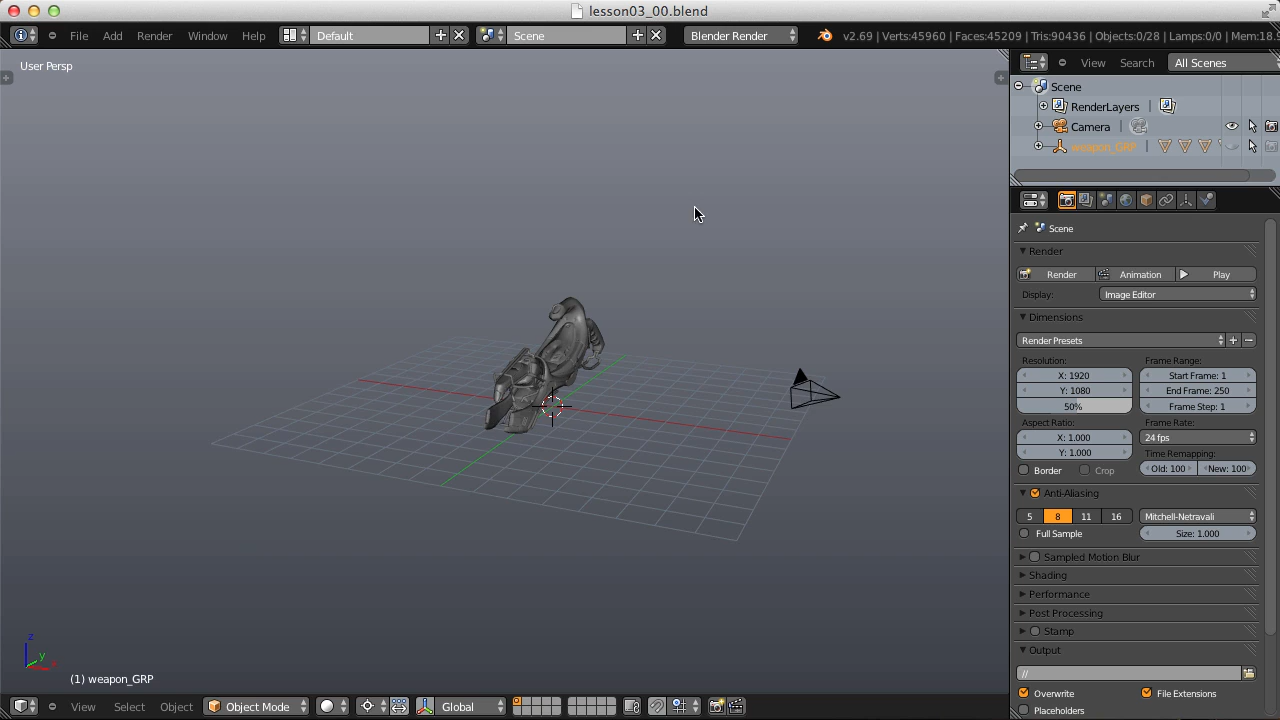 lesson03_00.blend
File Add Render Window Help Default Scene Blender Render v2.69 | Verts:45960 | Faces:45209 | Tris:90436 | Objects:0/28 | Lamps:0/0 | Mem:18.9
User Persp
View Search All Scenes
Scene
RenderLayers
Camera
weapon_GRP
Scene
Render
Render Animation Play
Display: Image Editor
Dimensions
Render Presets
Resolution: Frame Range:
X: 1920 Start Frame: 1
Y: 1080 End Frame: 250
50% Frame Step: 1
Aspect Ratio: Frame Rate:
X: 1.000 24 fps
Y: 1.000 Time Remapping:
Border Crop Old: 100 New: 100
Anti-Aliasing
5 8 11 16 Mitchell-Netravali
Full Sample Size: 1.000
Sampled Motion Blur
Shading
Performance
Post Processing
Stamp
Output
//
Overwrite File Extensions
Placeholders
z
y
x
(1) weapon_GRP
View Select Object Object Mode Global